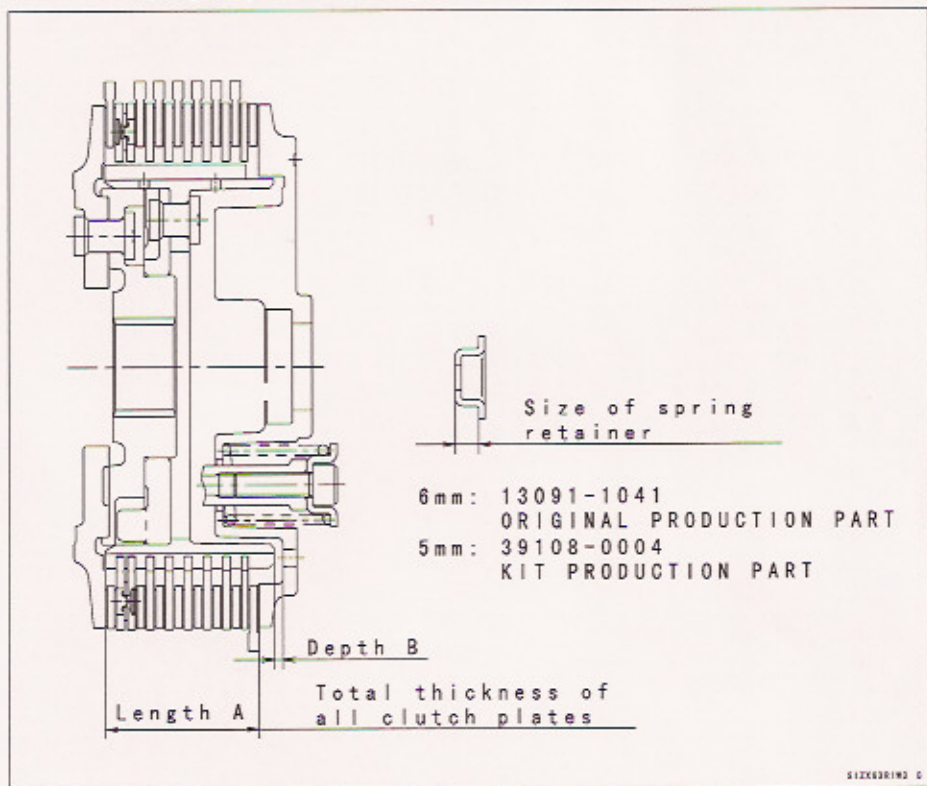 Size of spring
retainer
6mm: 13091-1041
ORIGINAL PRODUCTION PART
5mm: 39108-0004
KIT PRODUCTION PART
Depth B
Length A
Total thickness of
all clutch plates